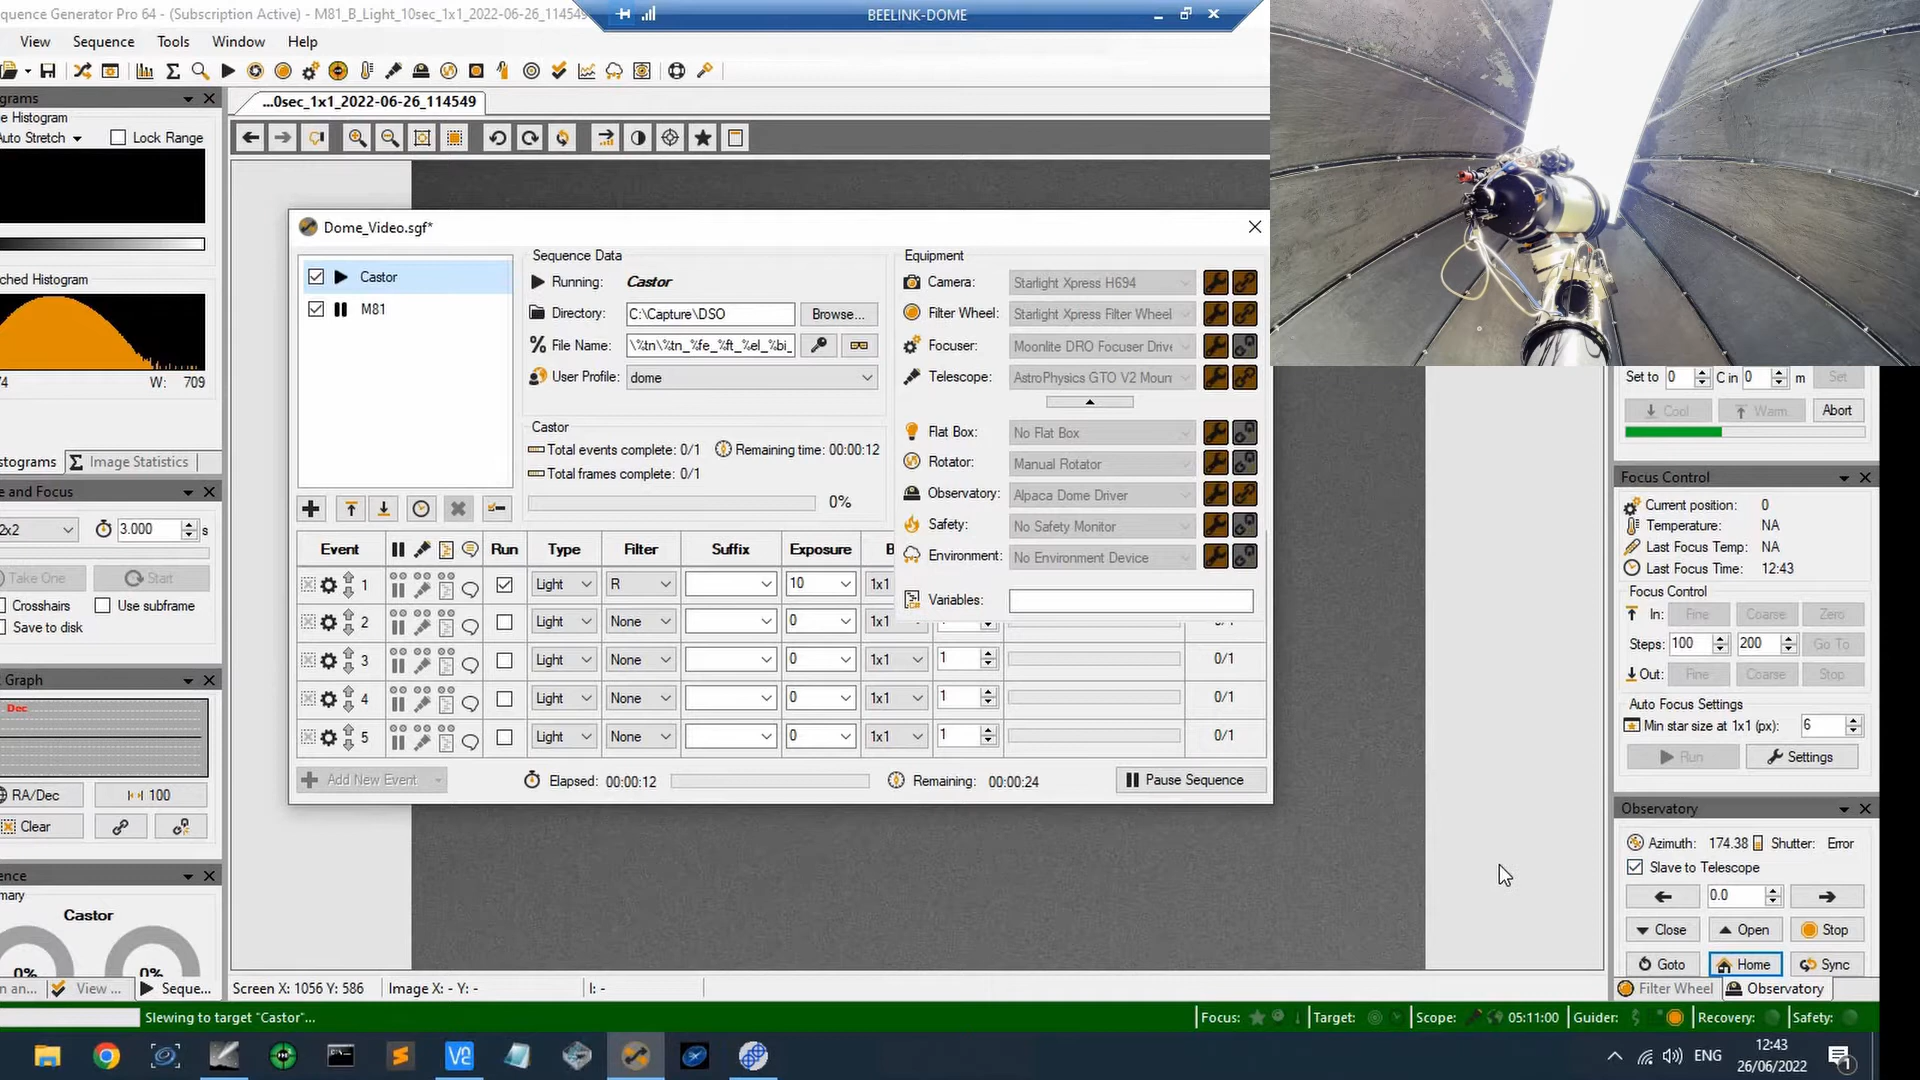 quence Generator Pro 64 - (Subscription Active) - M81_B_Light_10sec_1x1_2022-06-26_114549
BEELINK-DOME
View Sequence Tools Window Help
grams
...0sec_1x1_2022-06-26_114549
e Histogram
uto Stretch Lock Range
ched Histogram
74 W: 709
stograms Image Statistics
e and Focus
2x2 3.000 s
Take One Start
Crosshairs Use subframe
Save to disk
Graph
Dec
RA/Dec 100
Clear
ence
mary
Castor
0% 0%
n an... View ... Seque...
Dome_Video.sgf*
Castor
M81
Sequence Data
Running: Castor
Directory: C:\Capture\DSO Browse...
File Name: \%tn\%tn_%fe_%ft_%el_%bi_
User Profile: dome
Castor
Total events complete: 0/1 Remaining time: 00:00:12
Total frames complete: 0/1
0%
Equipment
Camera: Starlight Xpress H694
Filter Wheel: Starlight Xpress Filter Wheel
Focuser: Moonlite DRO Focuser Drive
Telescope: AstroPhysics GTO V2 Moun
Flat Box: No Flat Box
Rotator: Manual Rotator
Observatory: Alpaca Dome Driver
Safety: No Safety Monitor
Environment: No Environment Device
Variables:
Event Run Type Filter Suffix Exposure B
1 Light R 10 1x1
2 Light None 0 1x1
3 Light None 0 1x1 1 0/1
4 Light None 0 1x1 1 0/1
5 Light None 0 1x1 1 0/1
Add New Event Elapsed: 00:00:12 Remaining: 00:00:24 Pause Sequence
Set to 0 C in 0 m Set
Cool Warm Abort
Focus Control
Current position: 0
Temperature: NA
Last Focus Temp: NA
Last Focus Time: 12:43
Focus Control
In: Fine Coarse Zero
Steps: 100 200 Go To
Out: Fine Coarse Stop
Auto Focus Settings
Min star size at 1x1 (px): 6
Run Settings
Observatory
Azimuth: 174.38 Shutter: Error
Slave to Telescope
0.0
Close Open Stop
Goto Home Sync
Filter Wheel Observatory
Screen X: 1056 Y: 586 Image X: - Y: - I: -
Slewing to target "Castor"... Focus: Target: Scope: 05:11:00 Guider: Recovery: Safety:
ENG 12:43
26/06/2022
1